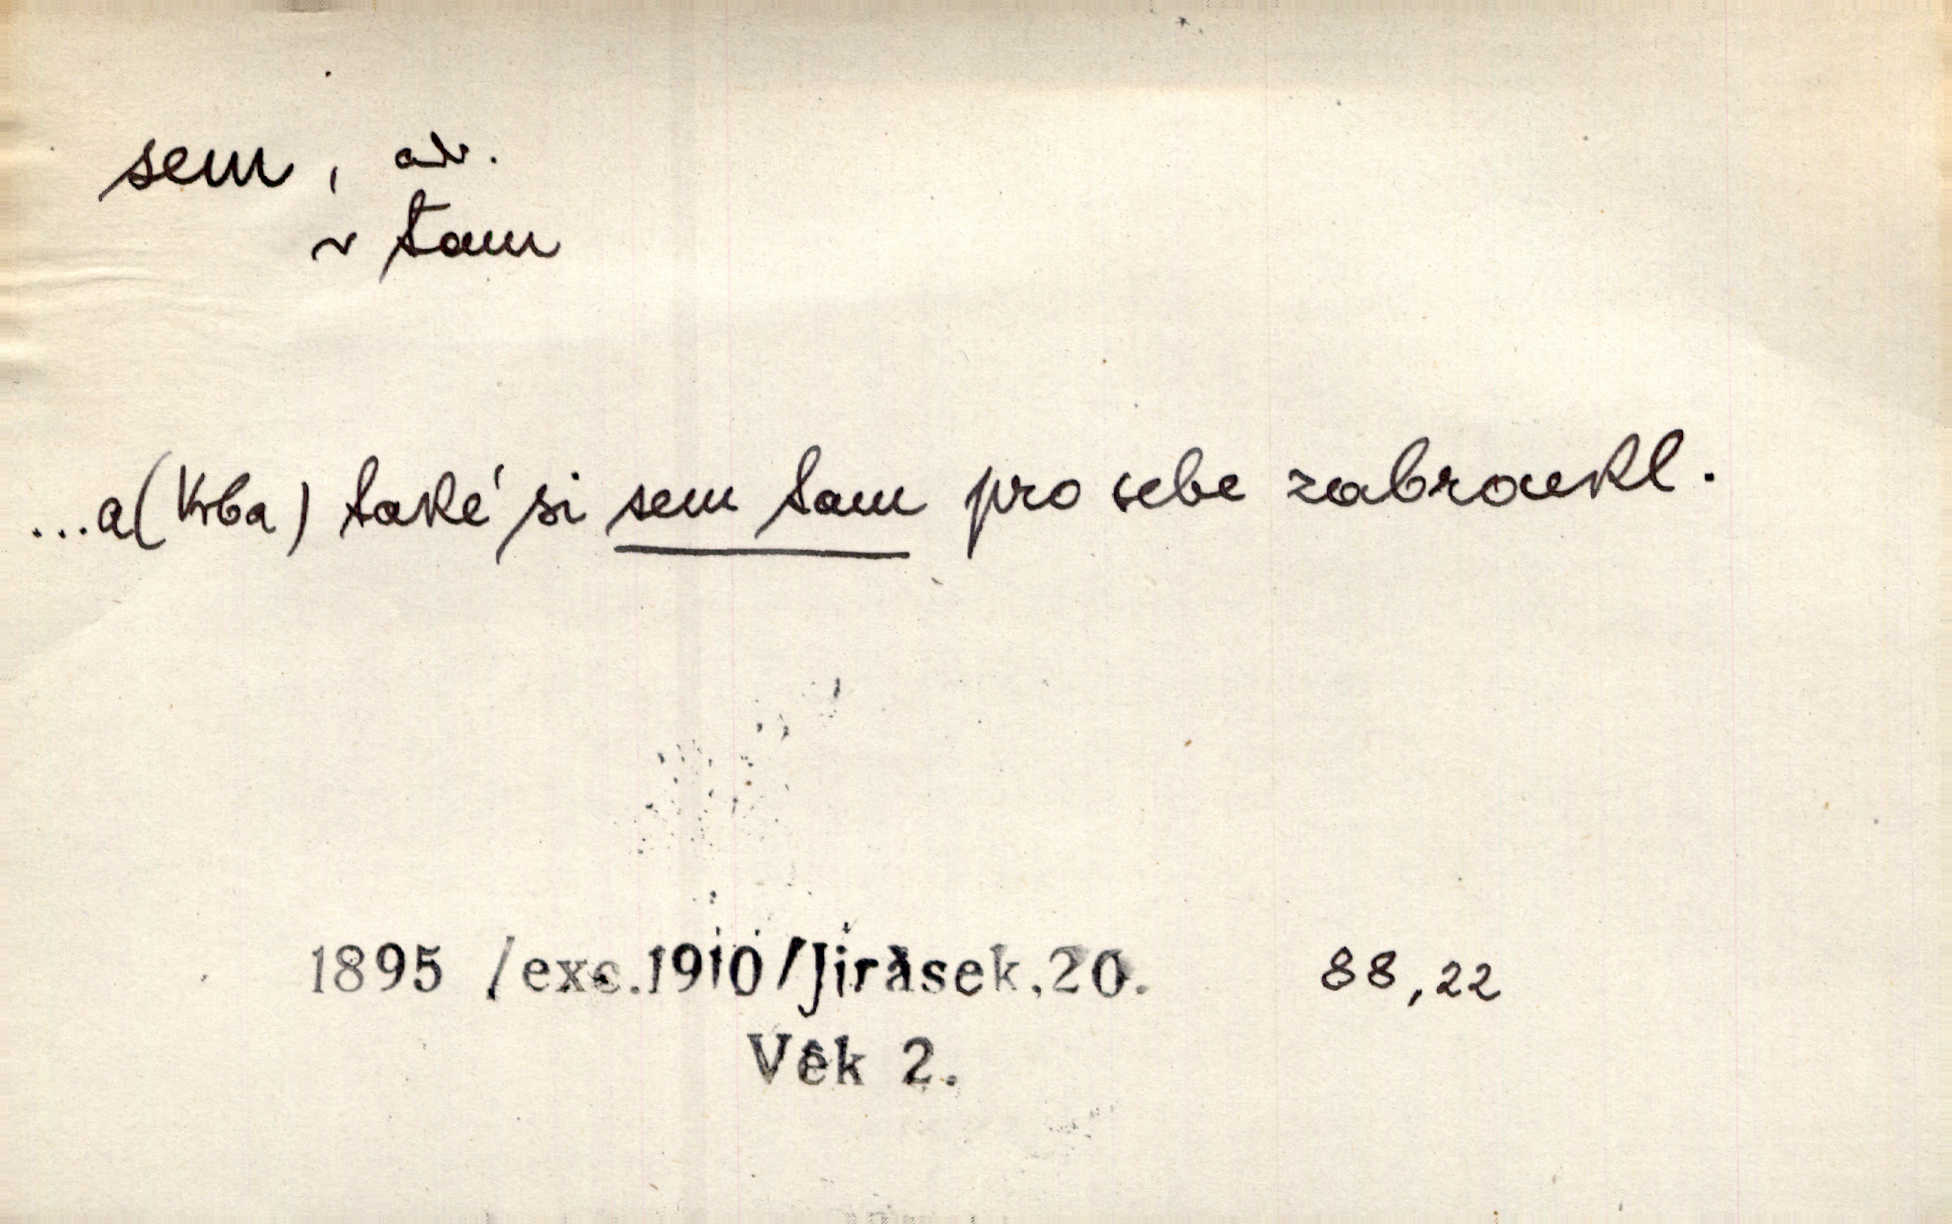 sem, adv.
~ tam
...a (Krba) také si sem tam pro sebe zabroukl.
1895 /exc.1910/Jirásek,20. 88,22
Věk 2.